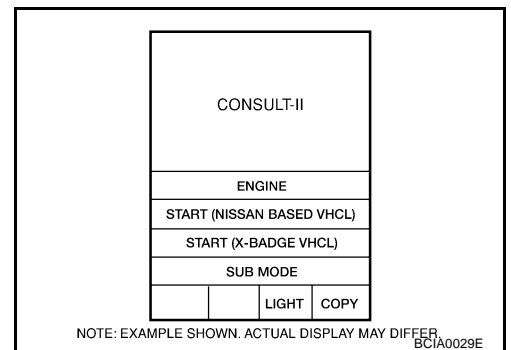 CONSULT-II
ENGINE
START (NISSAN BASED VHCL)
START (X-BADGE VHCL)
SUB MODE
LIGHT COPY
NOTE: EXAMPLE SHOWN. ACTUAL DISPLAY MAY DIFFER.
BCIA0029E